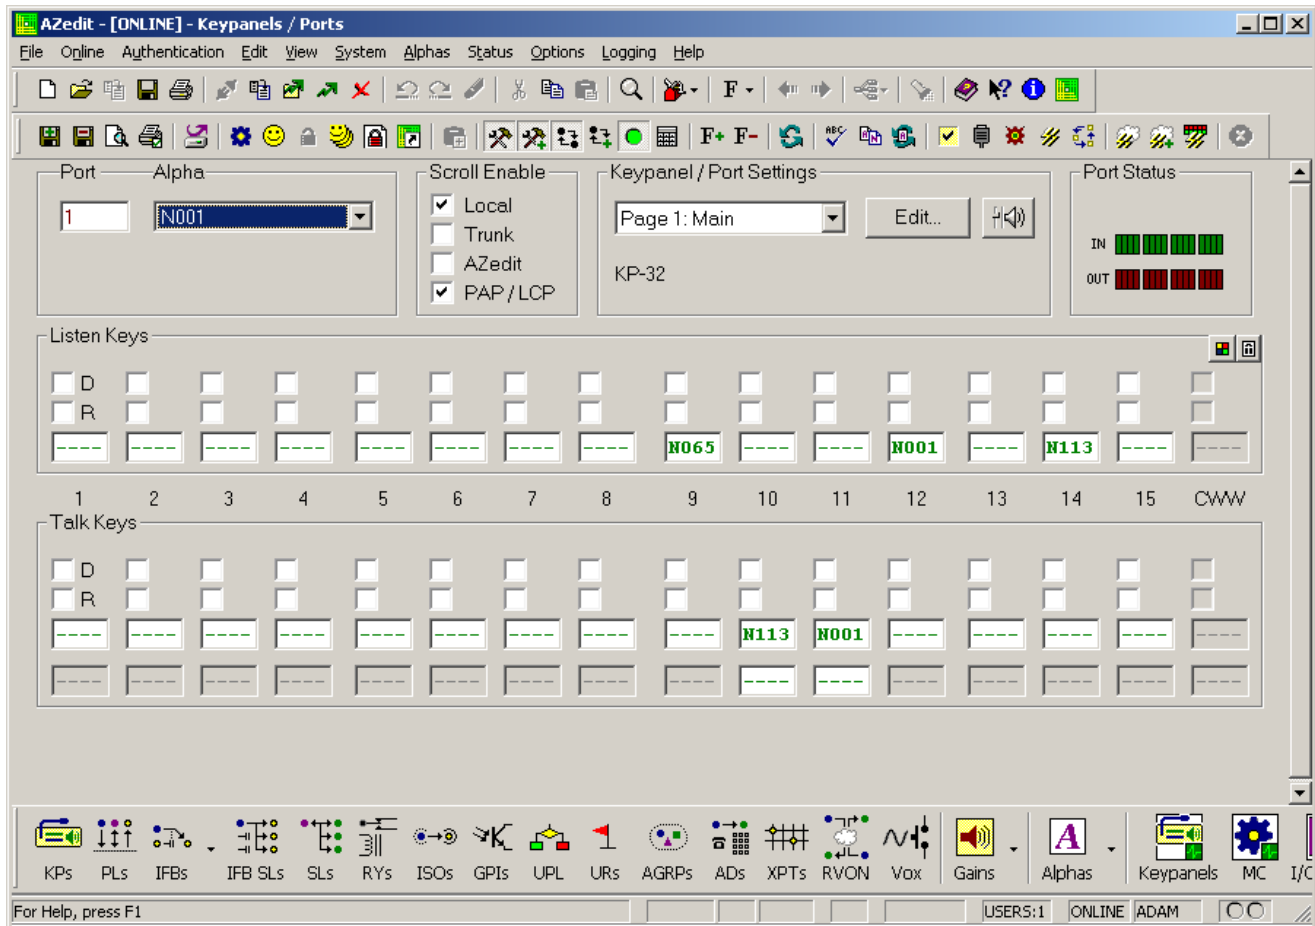 AZedit - [ONLINE] - Keypanels / Ports
File Online Authentication Edit View System Alphas Status Options Logging Help
F
F+ F- ABC
Port Alpha Scroll Enable Keypanel / Port Settings Port Status
1 N001 Local Page 1: Main Edit...
Trunk
IN
AZedit KP-32
OUT
PAP / LCP
Listen Keys
D
R
---- ---- ---- ---- ---- ---- ---- ---- N065 ---- ---- N001 ---- N113 ---- ----
1 2 3 4 5 6 7 8 9 10 11 12 13 14 15 CWW
Talk Keys
D
R
---- ---- ---- ---- ---- ---- ---- ---- ---- N113 N001 ---- ---- ---- ---- ----
---- ---- ---- ---- ---- ---- ---- ---- ---- ---- ---- ---- ---- ---- ---- ----
KPs PLs IFBs IFB SLs SLs RYs ISOs GPIs UPL URs AGRPs ADs XPTs RVON Vox Gains Alphas Keypanels MC I/C
For Help, press F1 USERS:1 ONLINE ADAM